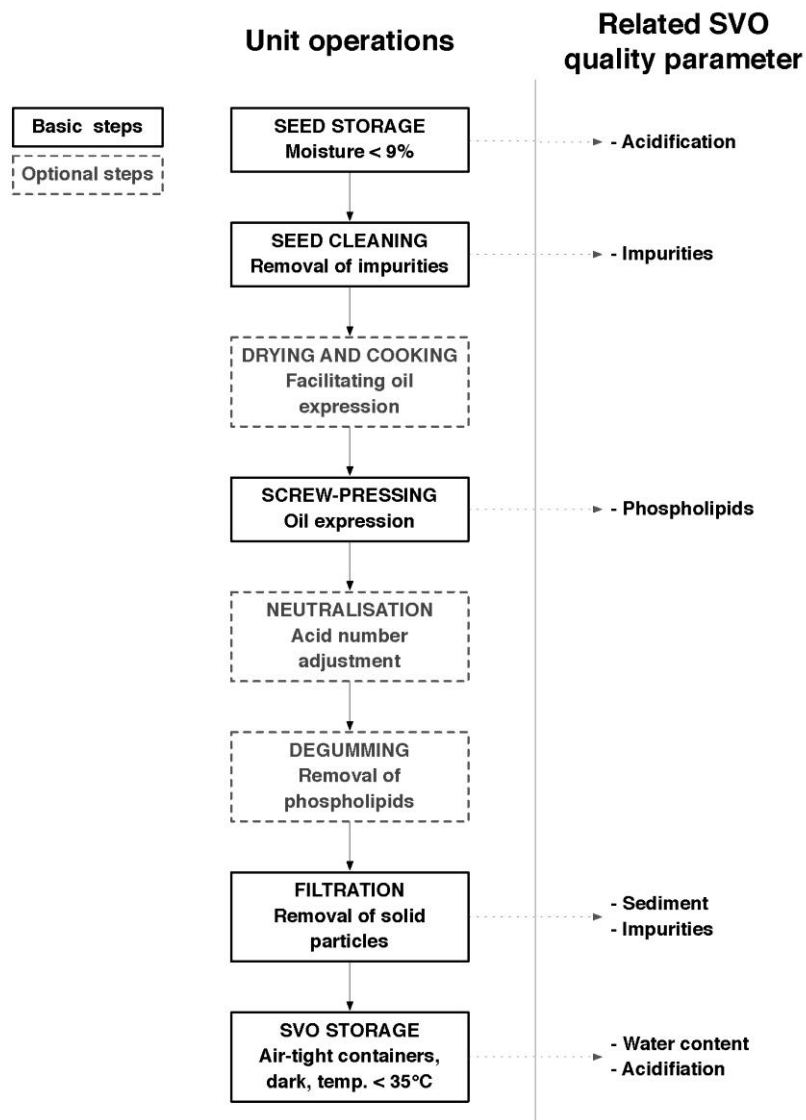 Unit operations
Related SVO
quality parameter
Basic steps
Optional steps
SEED STORAGE
Moisture < 9%
- Acidification
SEED CLEANING
Removal of impurities
- Impurities
DRYING AND COOKING
Facilitating oil
expression
SCREW-PRESSING
Oil expression
- Phospholipids
NEUTRALISATION
Acid number
adjustment
DEGUMMING
Removal of
phospholipids
FILTRATION
Removal of solid
particles
- Sediment
- Impurities
SVO STORAGE
Air-tight containers,
dark, temp. < 35°C
- Water content
- Acidifiation